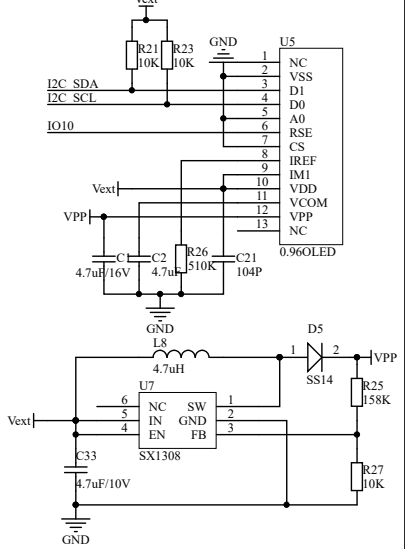 Vext
R21 R23
10K 10K
GND
U5
I2C_SDA
I2C_SCL
IO10
1 NC
2 VSS
3 D1
4 D0
5 A0
6 RSE
7 CS
8 IREF
9 IM1
10 VDD
11 VCOM
12 VPP
13 NC
0.96OLED
Vext
VPP
C1
4.7uF/16V
C2
4.7uF
R26
510K
C21
104P
GND
L8
4.7uH
D5
1 2
SS14
VPP
R25
158K
U7
6 NC SW 1
5 IN GND 2
4 EN FB 3
SX1308
Vext
C33
4.7uF/10V
R27
10K
GND